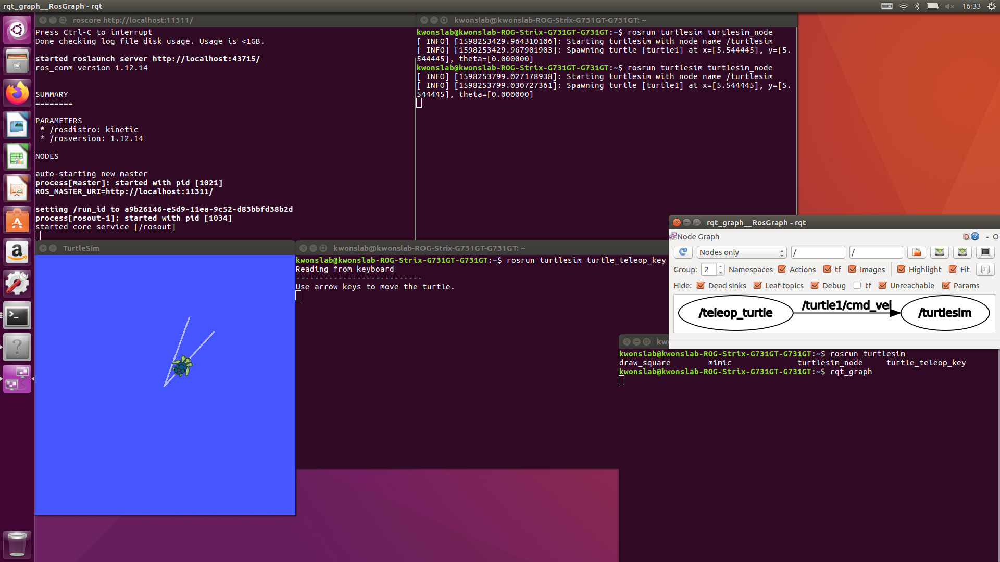 rqt_graph__RosGraph - rqt
16:33
roscore http://localhost:11311/
Press Ctrl-C to interrupt
Done checking log file disk usage. Usage is <1GB.
started roslaunch server http://localhost:43715/
ros_comm version 1.12.14
SUMMARY
========
PARAMETERS
* /rosdistro: kinetic
* /rosversion: 1.12.14
NODES
auto-starting new master
process[master]: started with pid [1021]
ROS_MASTER_URI=http://localhost:11311/
setting /run_id to a9b26146-e5d9-11ea-9c52-d83bbfd38b2d
process[rosout-1]: started with pid [1034]
started core service [/rosout]
kwonslab@kwonslab-ROG-Strix-G731GT-G731GT: ~
kwonslab@kwonslab-ROG-Strix-G731GT-G731GT:~$ rosrun turtlesim turtlesim_node
[ INFO] [1598253429.964310106]: Starting turtlesim with node name /turtlesim
[ INFO] [1598253429.967901903]: Spawning turtle [turtle1] at x=[5.544445], y=[5.
544445], theta=[0.000000]
kwonslab@kwonslab-ROG-Strix-G731GT-G731GT:~$ rosrun turtlesim turtlesim_node
[ INFO] [1598253799.027178938]: Starting turtlesim with node name /turtlesim
[ INFO] [1598253799.030727361]: Spawning turtle [turtle1] at x=[5.544445], y=[5.
544445], theta=[0.000000]
TurtleSim
kwonslab@kwonslab-ROG-Strix-G731GT-G731GT: ~
kwonslab@kwonslab-ROG-Strix-G731GT-G731GT:~$ rosrun turtlesim turtle_teleop_key
Reading from keyboard
---------------------------
Use arrow keys to move the turtle.
rqt_graph__RosGraph - rqt
Node Graph
D ? - O
Nodes only / /
Group: 2 Namespaces Actions tf Images Highlight Fit
Hide: Dead sinks Leaf topics Debug tf Unreachable Params
/teleop_turtle /turtle1/cmd_vel /turtlesim
kwons
kwonslab@kwonslab-ROG-Strix-G731GT-G731GT:~$ rosrun turtlesim
draw_square mimic turtlesim_node turtle_teleop_key
kwonslab@kwonslab-ROG-Strix-G731GT-G731GT:~$ rqt_graph